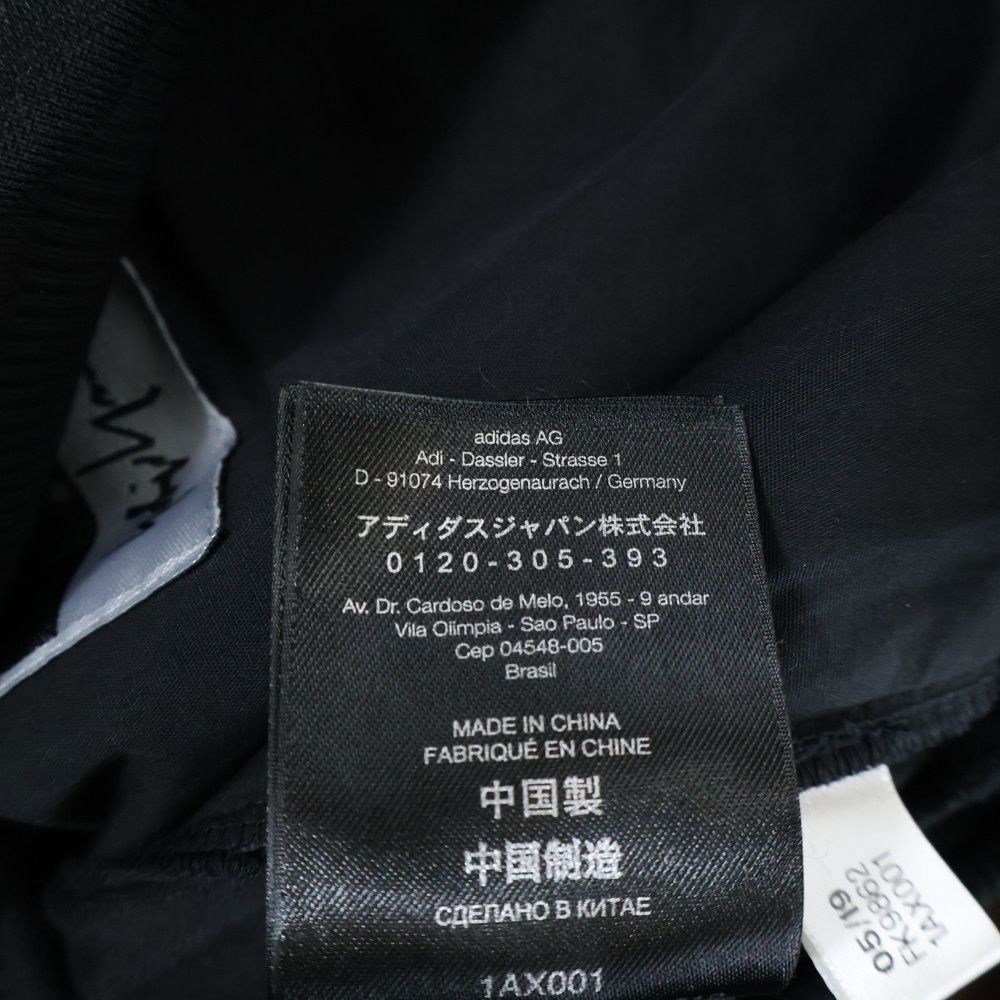 adidas AG
Adi - Dassler - Strasse 1
D - 91074 Herzogenaurach / Germany
アディダスジャパン株式会社
0120-305-393
Av. Dr. Cardoso de Melo, 1955 - 9 andar
Vila Olimpia - Sao Paulo - SP
Cep 04548-005
Brasil
MADE IN CHINA
FABRIQUÉ EN CHINE
中国製
中国制造
СДЕЛАНО В КИТАЕ
1AX001
05/19
FK9862
1AX001